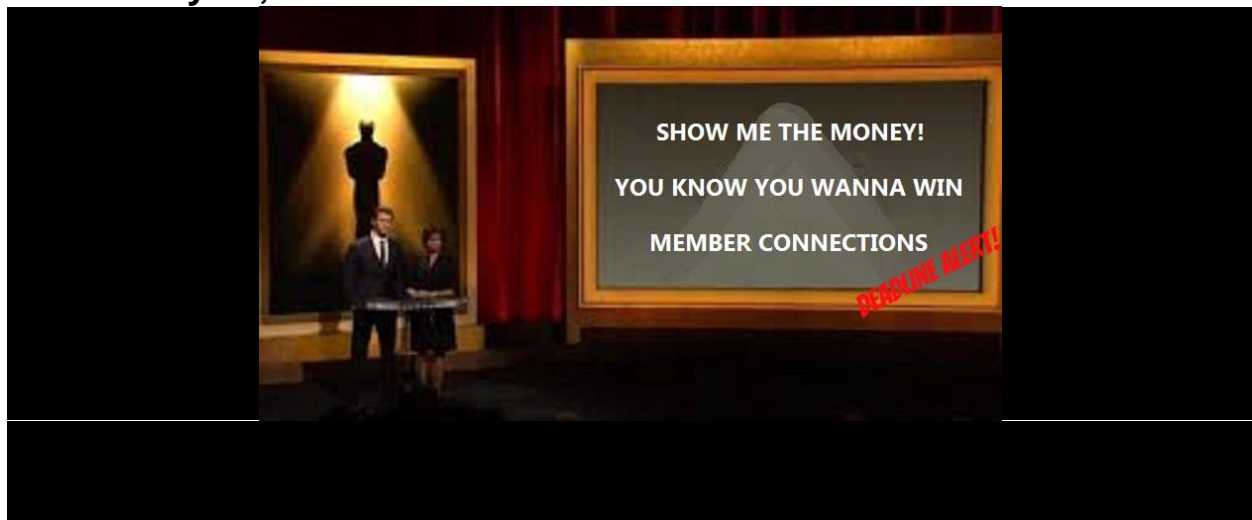 SHOW ME THE MONEY!
YOU KNOW YOU WANNA WIN
MEMBER CONNECTIONS
DEADLINE ALERT!